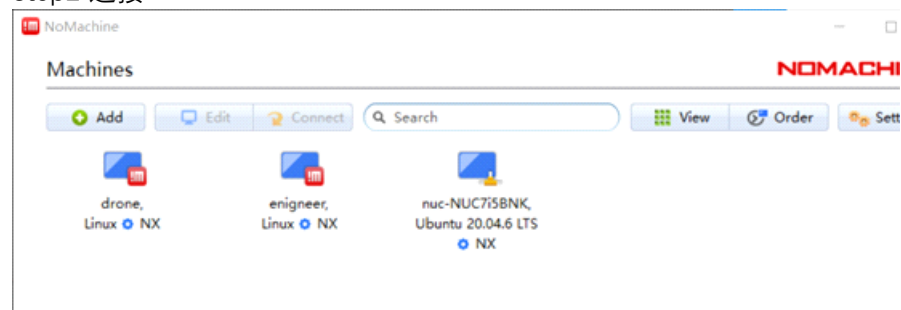 NoMachine
Machines
NOMACHI
Add
Edit
Connect
Search
View
Order
Sett
drone,
Linux NX
enigneer,
Linux NX
nuc-NUC7i5BNK,
Ubuntu 20.04.6 LTS
NX